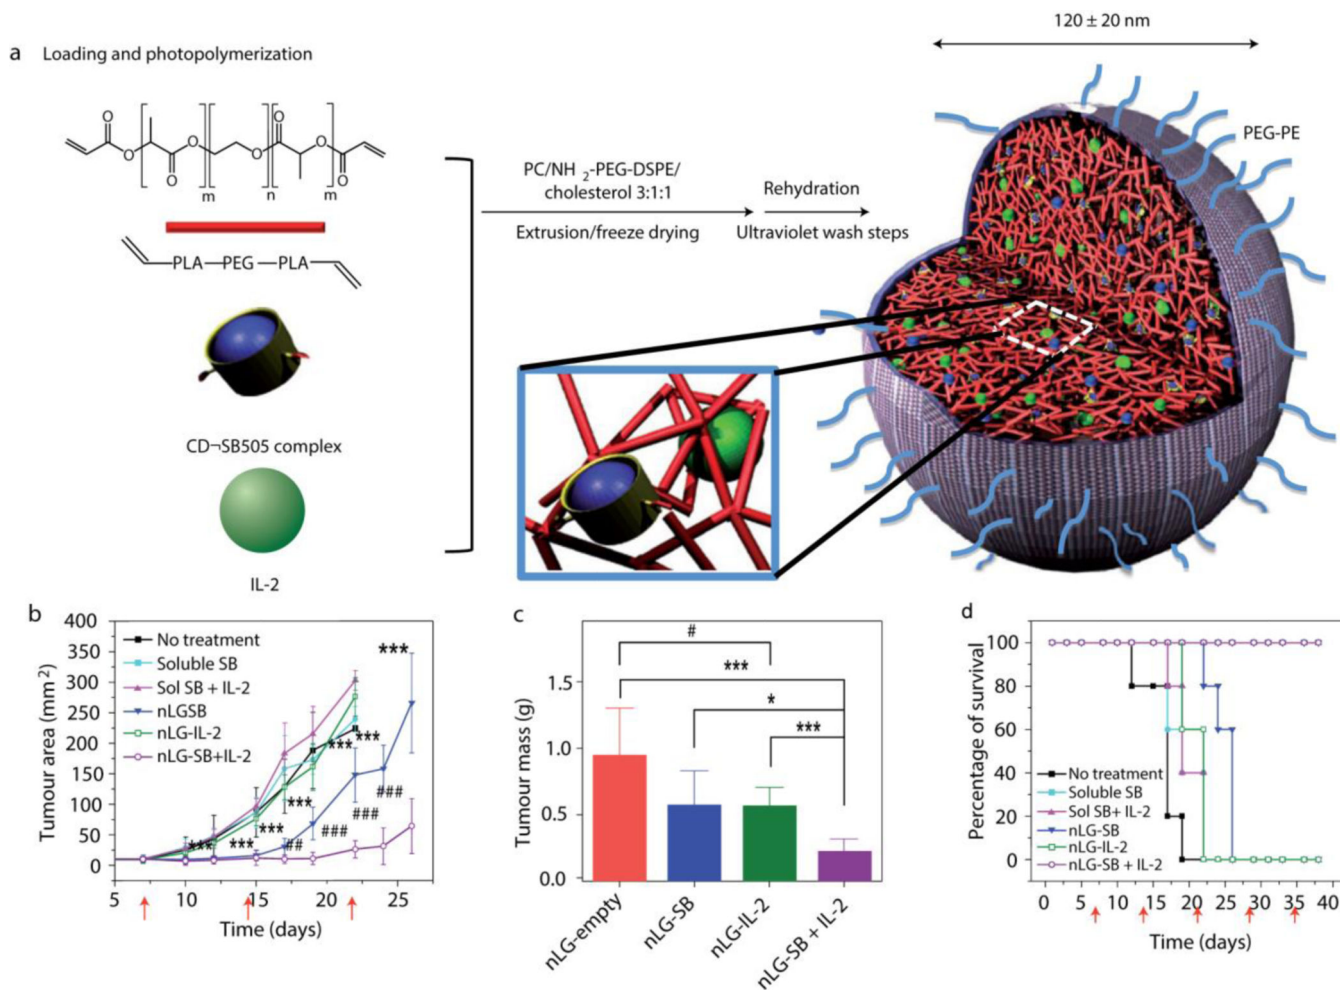 a Loading and photopolymerization
120 ± 20 nm
O
O
O
O
O
O
O
O
O
m
n
m
PLA—PEG—PLA
CD¬SB505 complex
IL-2
PC/NH 2-PEG-DSPE/
cholesterol 3:1:1
Extrusion/freeze drying
Rehydration
Ultraviolet wash steps
PEG-PE
b
400
350
300
250
200
150
100
50
0
Tumour area (mm2)
No treatment
Soluble SB
Sol SB + IL-2
nLGSB
nLG-IL-2
nLG-SB+IL-2
***
***
***
***
***
***
##
###
###
###
5 10 15 20 25
Time (days)
c
#
***
*
***
1.5
1.0
0.5
0.0
Tumour mass (g)
nLG-empty
nLG-SB
nLG-IL-2
nLG-SB + IL-2
d
100
80
60
40
20
0
Percentage of survival
No treatment
Soluble SB
Sol SB+ IL-2
nLG-SB
nLG-IL-2
nLG-SB + IL-2
0 5 10 15 20 25 30 35 40
Time (days)